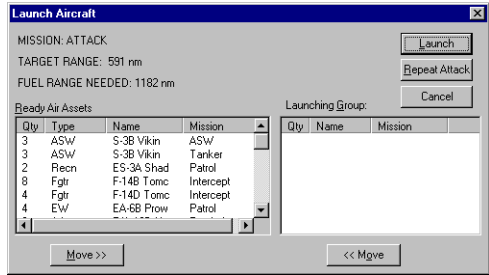 Launch Aircraft
MISSION: ATTACK
TARGET RANGE: 591 nm
FUEL RANGE NEEDED: 1182 nm
Launch
Repeat Attack
Cancel
Ready Air Assets
Qty Type Name Mission
3 ASW S-3B Vikin ASW
3 ASW S-3B Vikin Tanker
2 Recn ES-3A Shad Patrol
8 Fgtr F-14B Tomc Intercept
4 Fgtr F-14D Tomc Intercept
4 EW EA-6B Prow Patrol
Launching Group:
Qty Name Mission
Move >>
<< Move